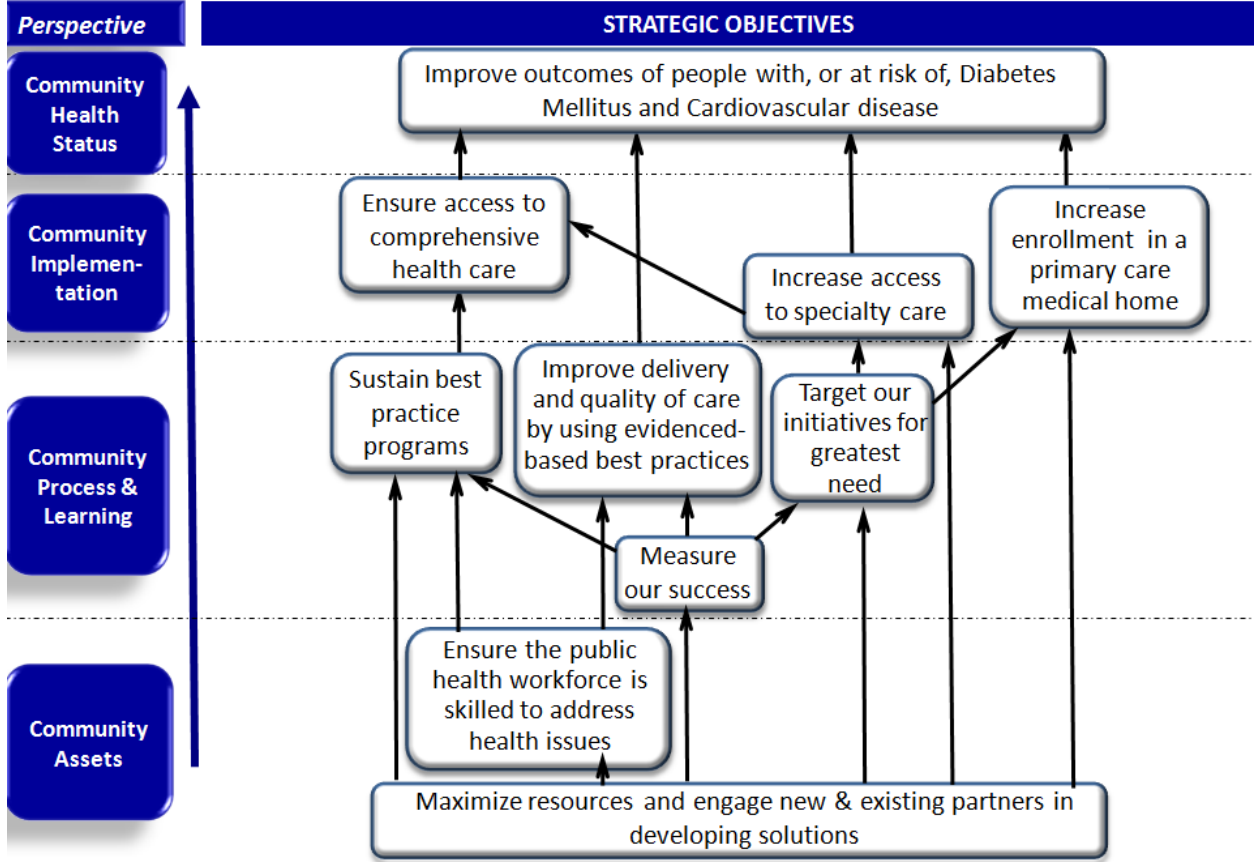 Perspective
STRATEGIC OBJECTIVES
Community
Health
Status
Improve outcomes of people with, or at risk of, Diabetes
Mellitus and Cardiovascular disease
Community
Implemen-
tation
Ensure access to
comprehensive
health care
Increase access
to specialty care
Increase
enrollment in a
primary care
medical home
Community
Process &
Learning
Sustain best
practice
programs
Improve delivery
and quality of care
by using evidenced-
based best practices
Target our
initiatives for
greatest
need
Measure
our success
Community
Assets
Ensure the public
health workforce is
skilled to address
health issues
Maximize resources and engage new & existing partners in
developing solutions